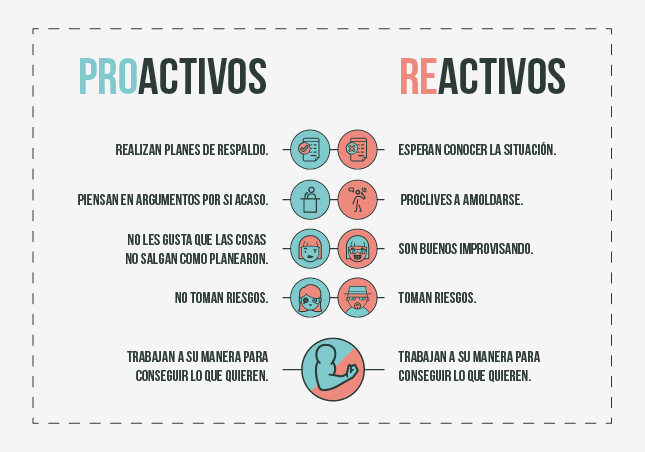 PROACTIVOS
REACTIVOS
REALIZAN PLANES DE RESPALDO.
ESPERAN CONOCER LA SITUACIÓN.
PIENSAN EN ARGUMENTOS POR SI ACASO.
PROCLIVES A AMOLDARSE.
NO LES GUSTA QUE LAS COSAS
NO SALGAN COMO PLANEARON.
SON BUENOS IMPROVISANDO.
NO TOMAN RIESGOS.
TOMAN RIESGOS.
TRABAJAN A SU MANERA PARA
CONSEGUIR LO QUE QUIEREN.
TRABAJAN A SU MANERA PARA
CONSEGUIR LO QUE QUIEREN.